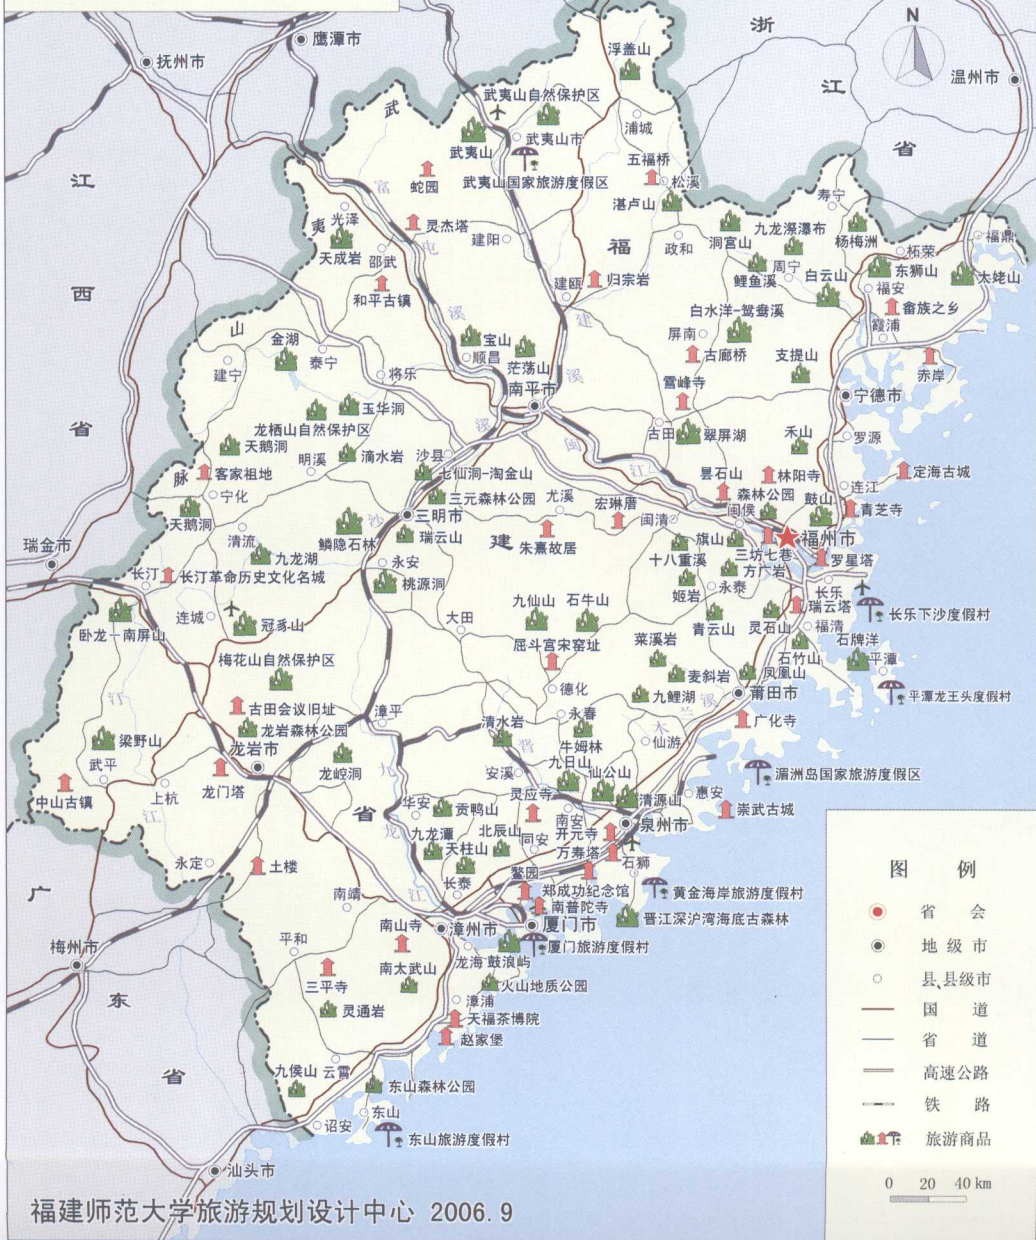 鹰潭市
抚州市
浙
江
省
N
温州市
浮盖山
武夷山自然保护区
武
浦城
武夷山
武夷山市
五福桥
松溪
武夷山国家旅游度假区
蛇园
湛卢山
江
西
省
富
屯
溪
光泽
夷
天成岩
灵杰塔
建阳
邵武
和平古镇
福
政和
洞宫山
九龙漈瀑布
寿宁
杨梅洲
柘荣
福鼎
鲤鱼溪
周宁
白云山
东狮山
太姥山
福安
建瓯
归宗岩
建
溪
畲族之乡
霞浦
白水洋-鸳鸯溪
屏南
古廊桥
支提山
赤岸
山
金湖
泰宁
建宁
宝山
顺昌
茫荡山
将乐
南平市
雪峰寺
宁德市
玉华洞
龙栖山自然保护区
天鹅洞
明溪
滴水岩
沙县
溪
闽
江
古田
翠屏湖
禾山
罗源
脉
客家祖地
宁化
七仙洞-淘金山
三元森林公园
尤溪
宏琳厝
昙石山
林阳寺
定海古城
森林公园
鼓山
连江
青芝寺
天鹅洞
清流
沙
三明市
闽清
闽侯
福州市
鳞隐石林
瑞云山
建
朱熹故居
旗山
三坊七巷
罗星塔
瑞金市
九龙湖
永安
十八重溪
方广岩
长汀
长汀革命历史文化名城
桃源洞
姬岩
永泰
长乐
瑞云塔
长乐下沙度假村
连城
冠豸山
大田
九仙山
石牛山
青云山
灵石山
福清
石牌洋
卧龙-南屏山
屈斗宫宋窑址
菜溪岩
石竹山
平潭
梅花山自然保护区
麦斜岩
凤凰山
平潭龙王头度假村
汀
江
古田会议旧址
漳平
德化
九鲤湖
莆田市
木
兰
溪
龙岩森林公园
清水岩
永春
仙游
广化寺
梁野山
龙岩市
晋
牛姆林
武平
龙崆洞
九
龙
江
安溪
九日山
仙公山
湄洲岛国家旅游度假区
中山古镇
上杭
龙门塔
省
华安
贡鸭山
灵应寺
清源山
惠安
崇武古城
南安
泉州市
九龙潭
北辰山
开元寺
永定
土楼
天柱山
同安
万寿塔
石狮
广
东
省
南靖
长泰
鳌园
郑成功纪念馆
黄金海岸旅游度假村
南普陀寺
晋江深沪湾海底古森林
梅州市
南山寺
漳州市
厦门市
平和
厦门旅游度假村
三平寺
南太武山
龙海
鼓浪屿
火山地质公园
灵通岩
漳浦
天福茶博院
赵家堡
九侯山
云霄
东山森林公园
东山
诏安
东山旅游度假村
汕头市
图 例
省 会
地 级 市
县、县级市
国 道
省 道
高速公路
铁 路
旅游商品
0 20 40 km
福建师范大学旅游规划设计中心 2006.9